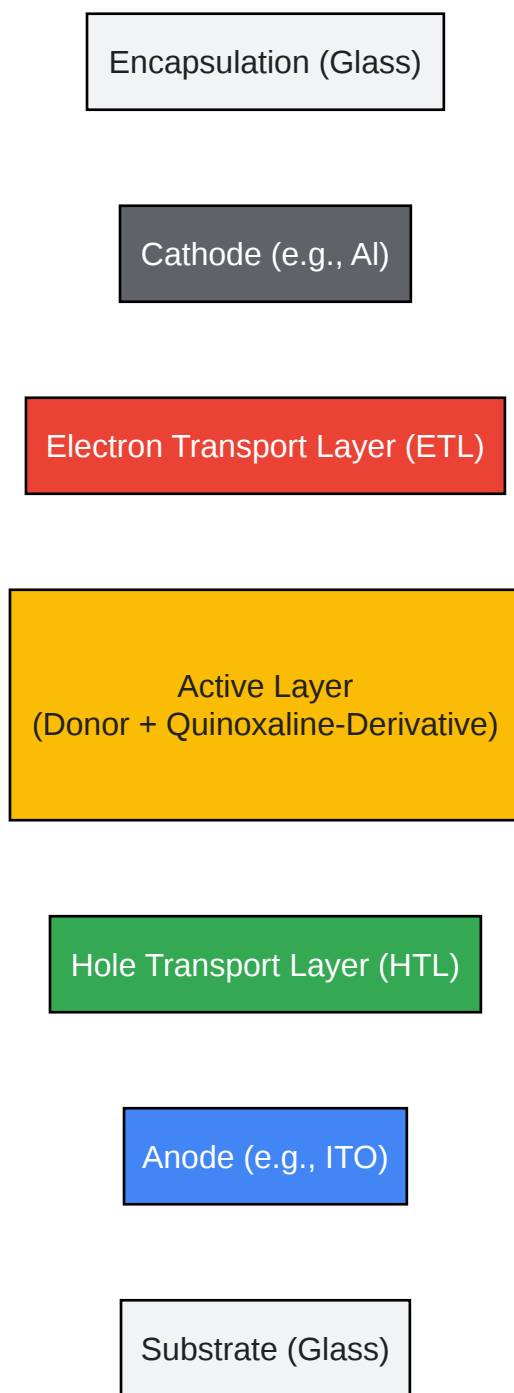 Encapsulation (Glass)
Cathode (e.g., Al)
Electron Transport Layer (ETL)
Active Layer
(Donor + Quinoxaline-Derivative)
Hole Transport Layer (HTL)
Anode (e.g., ITO)
Substrate (Glass)